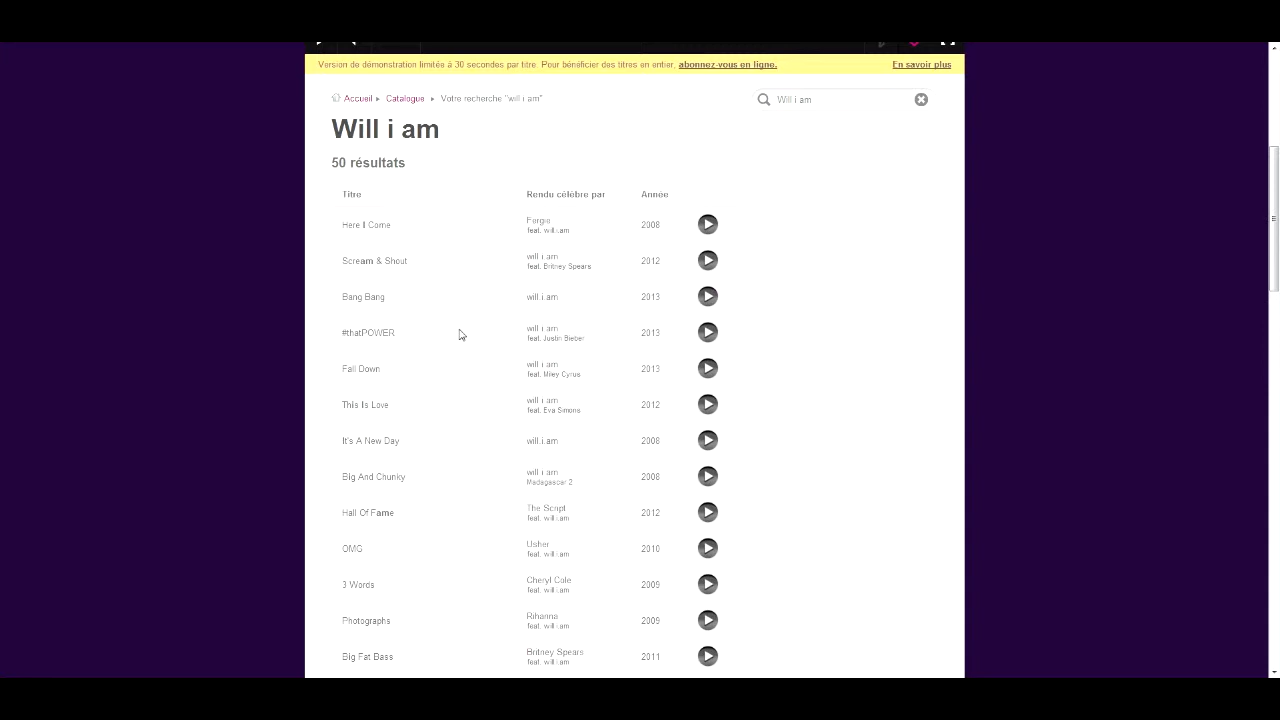 Version de démonstration limitée à 30 secondes par titre. Pour bénéficier des titres en entier, abonnez-vous en ligne. En savoir plus
Accueil Catalogue Votre recherche "will i am" Will i am
Will i am
50 résultats
Titre Rendu célèbre par Année
Here I Come Fergie 2008
feat. will.i.am
Scream & Shout will i am 2012
feat. Britney Spears
Bang Bang will.i.am 2013
#thatPOWER will i am 2013
feat. Justin Bieber
Fall Down will i am 2013
feat. Miley Cyrus
This Is Love will i am 2012
feat. Eva Simons
It's A New Day will.i.am 2008
Big And Chunky will i am 2008
Madagascar 2
Hall Of Fame The Script 2012
feat. will.i.am
OMG Usher 2010
feat. will.i.am
3 Words Cheryl Cole 2009
feat. will.i.am
Photographs Rihanna 2009
feat. will.i.am
Big Fat Bass Britney Spears 2011
feat. will.i.am